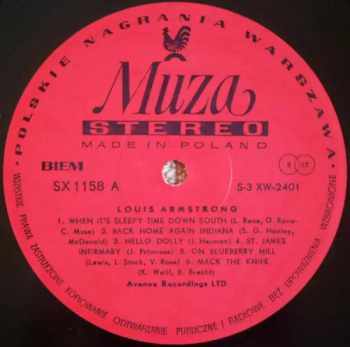 POLSKIE NAGRANIA WARSZAWA
Muza
STEREO
MADE IN POLAND
BIEM
SX 1158 A
S-3 XW-2401
LOUIS ARMSTRONG
1. WHEN IT'S SLEEPY TIME DOWN SOUTH (L. Rene, O. Rene-
C. Muse) 2. BACK HOME AGAIN INDIANA (S. G. Hanley,
McDonald) 3. HELLO DOLLY (J. Herman) 4. ST. JAMES
INFIRMARY (J. Primrose) 5. ON BLUEBERRY HILL
(Lewis, L. Stock, V. Rose) 6. MACK THE KNIFE
(K. Weill, B. Brecht)
Avenue Recordings LTD
WSZELKIE PRAWA ZASTRZEŻONE KOPIOWANIE ODTWARZANIE PUBLICZNE I RADIOWE BEZ UPOWAŻNIENIA WZBRONIONE